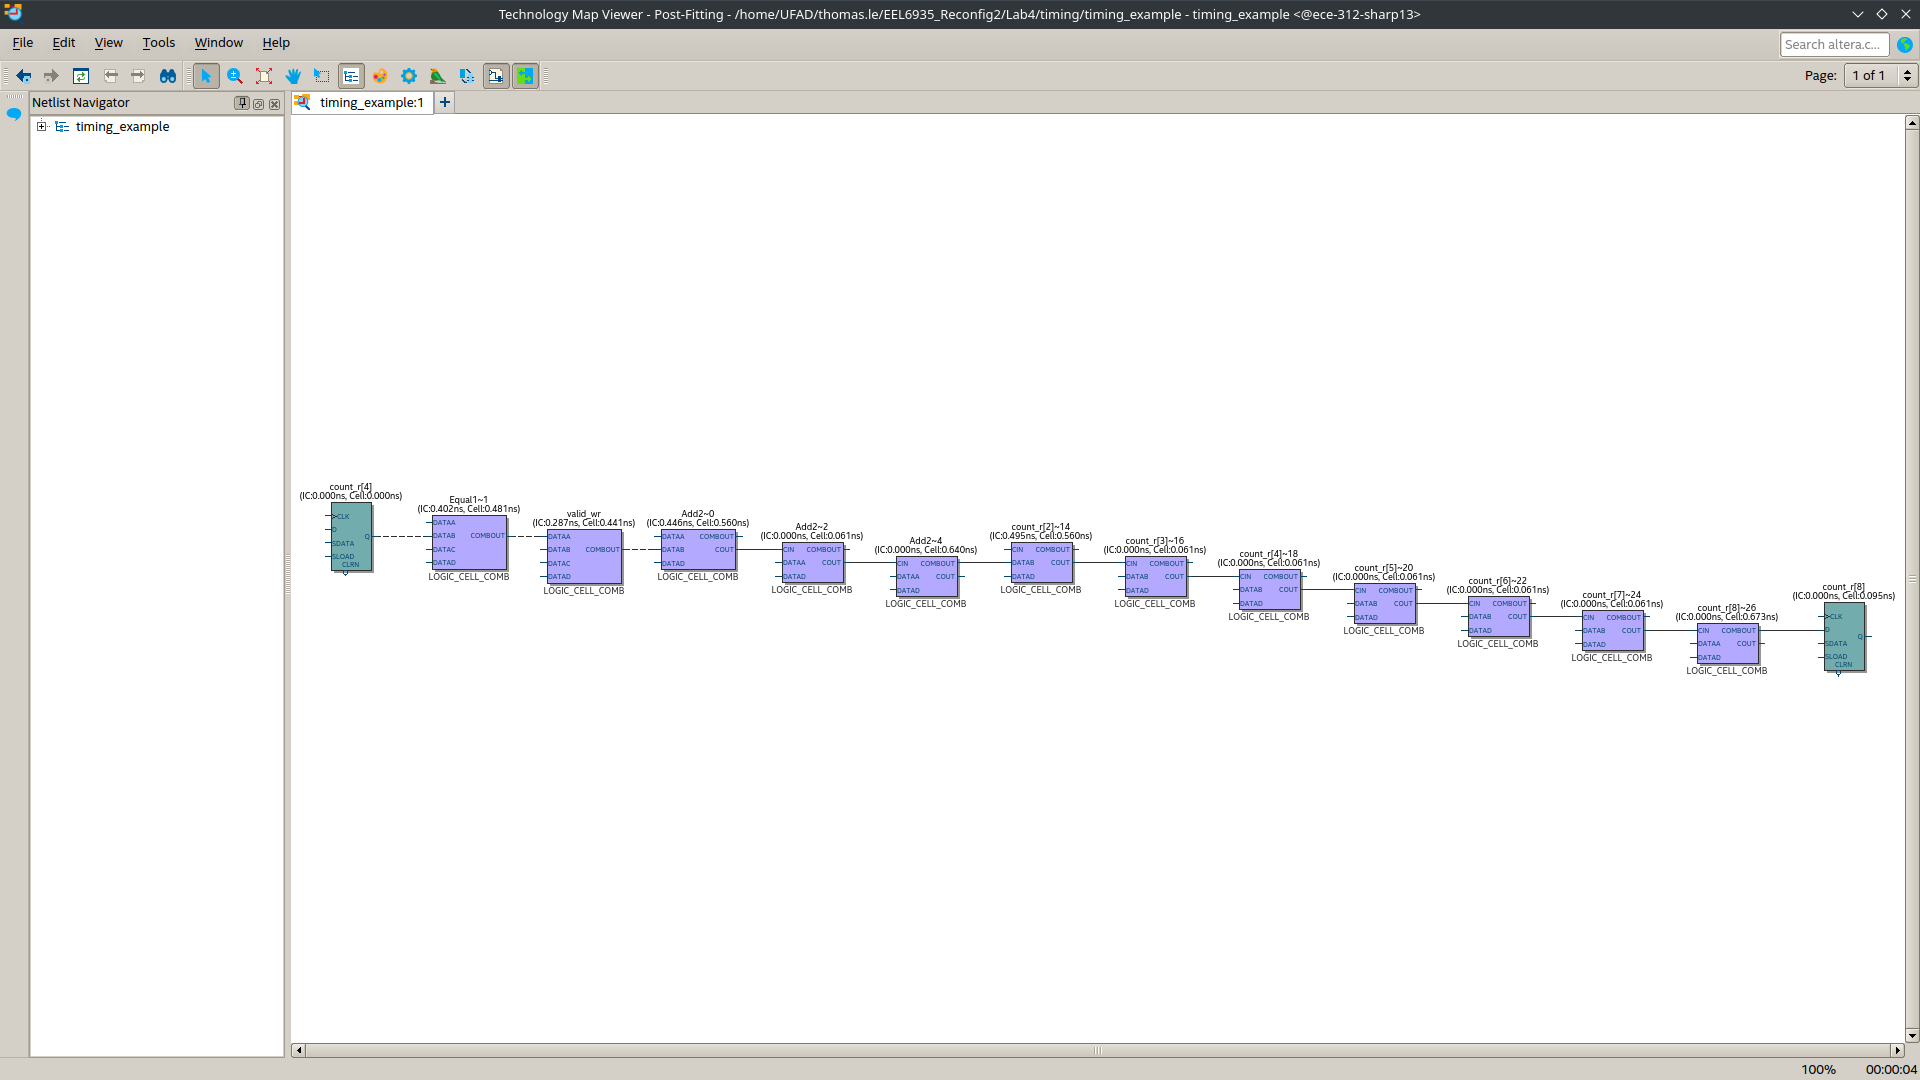 Technology Map Viewer - Post-Fitting - /home/UFAD/thomas.le/EEL6935_Reconfig2/Lab4/timing/timing_example - timing_example <@ece-312-sharp13>
File Edit View Tools Window Help
Search altera.c...
Page: 1 of 1
Netlist Navigator
timing_example:1
timing_example
count_r[4]
(IC:0.000ns, Cell:0.000ns)
>CLK
D
SDATA
SLOAD
CLRN
Q
Equal1~1
(IC:0.402ns, Cell:0.481ns)
DATAA
DATAB COMBOUT
DATAC
DATAD
LOGIC_CELL_COMB
valid_wr
(IC:0.287ns, Cell:0.441ns)
DATAA
DATAB COMBOUT
DATAC
DATAD
LOGIC_CELL_COMB
Add2~0
(IC:0.446ns, Cell:0.560ns)
DATAA COMBOUT
DATAB COUT
DATAD
LOGIC_CELL_COMB
Add2~2
(IC:0.000ns, Cell:0.061ns)
CIN COMBOUT
DATAA COUT
DATAD
LOGIC_CELL_COMB
Add2~4
(IC:0.000ns, Cell:0.640ns)
CIN COMBOUT
DATAA COUT
DATAD
LOGIC_CELL_COMB
count_r[2]~14
(IC:0.495ns, Cell:0.560ns)
CIN COMBOUT
DATAB COUT
DATAD
LOGIC_CELL_COMB
count_r[3]~16
(IC:0.000ns, Cell:0.061ns)
CIN COMBOUT
DATAB COUT
DATAD
LOGIC_CELL_COMB
count_r[4]~18
(IC:0.000ns, Cell:0.061ns)
CIN COMBOUT
DATAB COUT
DATAD
LOGIC_CELL_COMB
count_r[5]~20
(IC:0.000ns, Cell:0.061ns)
CIN COMBOUT
DATAB COUT
DATAD
LOGIC_CELL_COMB
count_r[6]~22
(IC:0.000ns, Cell:0.061ns)
CIN COMBOUT
DATAB COUT
DATAD
LOGIC_CELL_COMB
count_r[7]~24
(IC:0.000ns, Cell:0.061ns)
CIN COMBOUT
DATAB COUT
DATAD
LOGIC_CELL_COMB
count_r[8]~26
(IC:0.000ns, Cell:0.673ns)
CIN COMBOUT
DATAA COUT
DATAD
LOGIC_CELL_COMB
count_r[8]
(IC:0.000ns, Cell:0.095ns)
>CLK
D
SDATA
SLOAD
CLRN
Q
100% 00:00:04